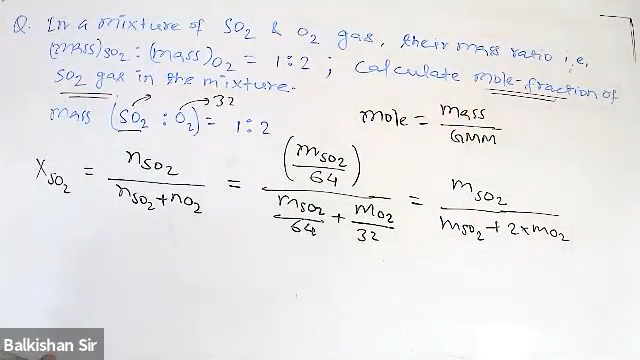 Q. In a mixture of SO2 & O2 gas, their mass ratio i.e,
(mass)SO2 : (mass)O2 = 1:2 ; Calculate mole-fraction of
SO2 gas in the mixture.
mass (SO2 : O2) = 1:2
32
mole = mass / GMM
XSO2 = nSO2 / (nSO2 + nO2) = (mSO2/64) / (mSO2/64 + mO2/32) = mSO2 / (mSO2 + 2×mO2)
Balkishan Sir